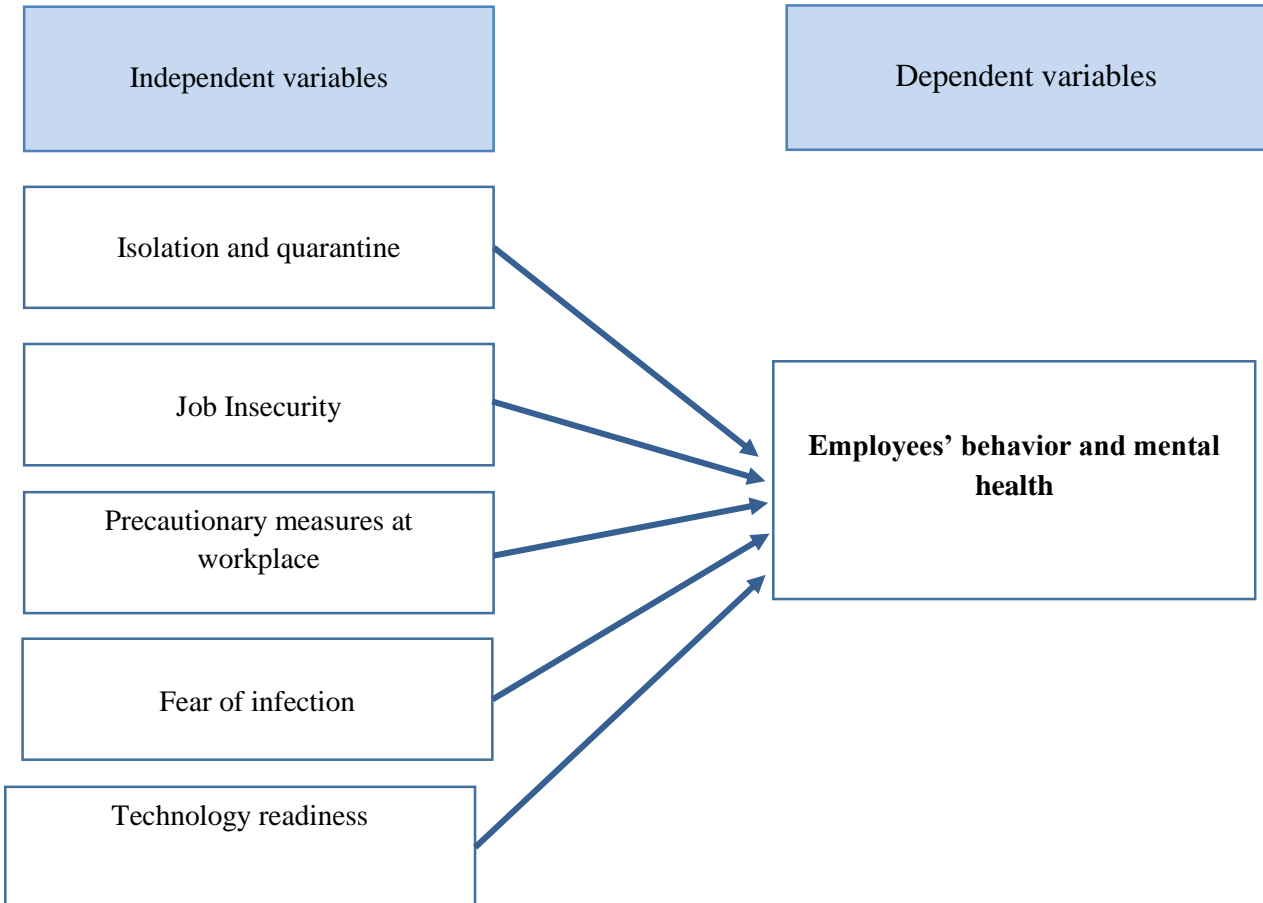 Independent variables
Dependent variables
Isolation and quarantine
Job Insecurity
Precautionary measures at
workplace
Fear of infection
Technology readiness
Employees’ behavior and mental
health